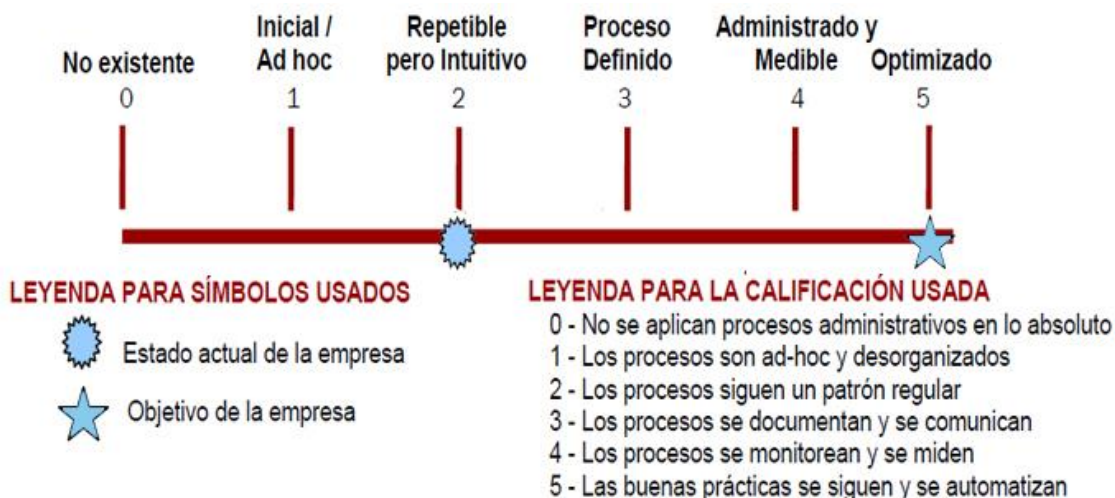 No existente
0
Inicial /
Ad hoc
1
Repetible
pero Intuitivo
2
Proceso
Definido
3
Administrado y
Medible
4
Optimizado
5
LEYENDA PARA SÍMBOLOS USADOS
Estado actual de la empresa
Objetivo de la empresa
LEYENDA PARA LA CALIFICACIÓN USADA
0 - No se aplican procesos administrativos en lo absoluto
1 - Los procesos son ad-hoc y desorganizados
2 - Los procesos siguen un patrón regular
3 - Los procesos se documentan y se comunican
4 - Los procesos se monitorean y se miden
5 - Las buenas prácticas se siguen y se automatizan